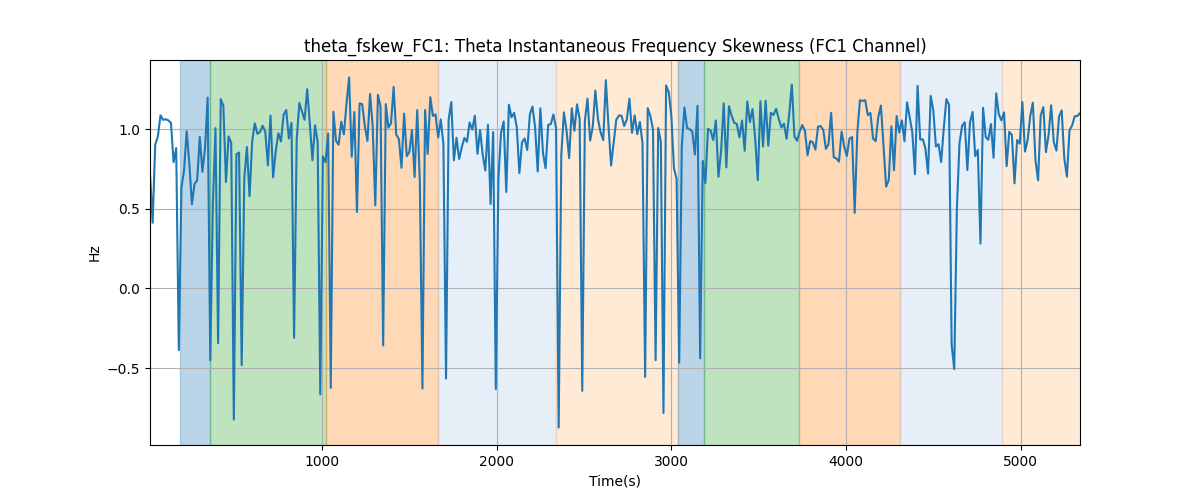 theta_fskew_FC1: Theta Instantaneous Frequency Skewness (FC1 Channel)
Hz
1.0
0.5
0.0
−0.5
1000 2000 3000 4000 5000
Time(s)